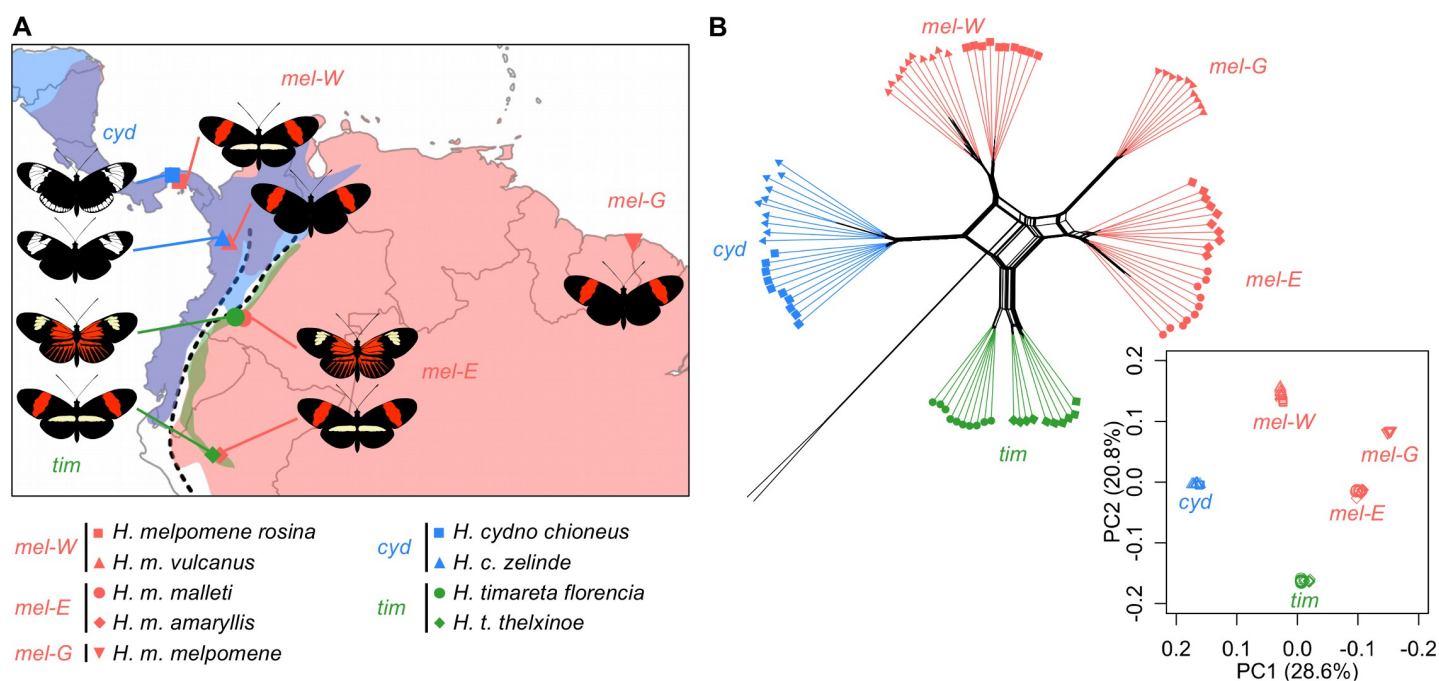 A
mel-W
cyd
mel-G
mel-E
tim
mel-W
H. melpomene rosina
H. m. vulcanus
mel-E
H. m. malleti
H. m. amaryllis
mel-G
H. m. melpomene
cyd
H. cydno chioneus
H. c. zelinde
tim
H. timareta florencia
H. t. thelxinoe
B
mel-W
mel-G
cyd
mel-E
tim
PC2 (20.8%)
0.2
0.1
0.0
-0.1
-0.2
mel-W
mel-G
cyd
mel-E
tim
0.2 0.1 0.0 -0.1 -0.2
PC1 (28.6%)